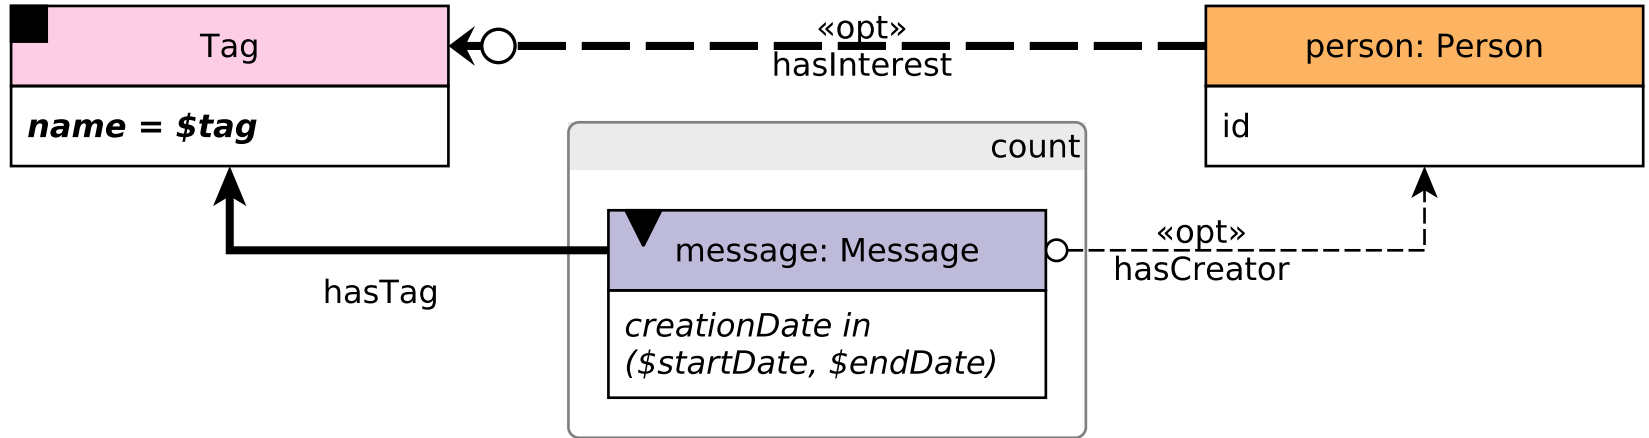 Tag
name = $tag
«opt»
hasInterest
person: Person
id
count
message: Message
creationDate in
($startDate, $endDate)
«opt»
hasCreator
hasTag